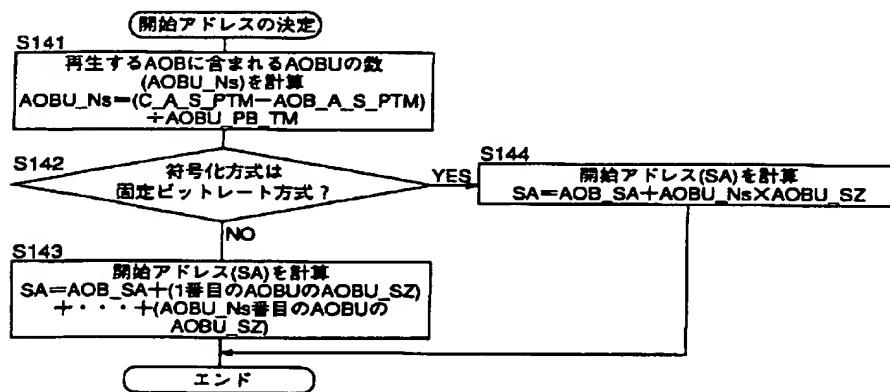 開始アドレスの決定
S141
再生するAOBに含まれるAOBUの数
(AOBU_Ns)を計算
AOBU_Ns=(C_A_S_PTM-AOB_A_S_PTM)
÷AOBU_PB_TM
S142
符号化方式は
固定ビットレート方式?
YES
S144
開始アドレス(SA)を計算
SA=AOB_SA+AOBU_Ns×AOBU_SZ
NO
S143
開始アドレス(SA)を計算
SA=AOB_SA+(1番目のAOBUのAOBU_SZ)
+・・・+(AOBU_Ns番目のAOBUの
AOBU_SZ)
エンド